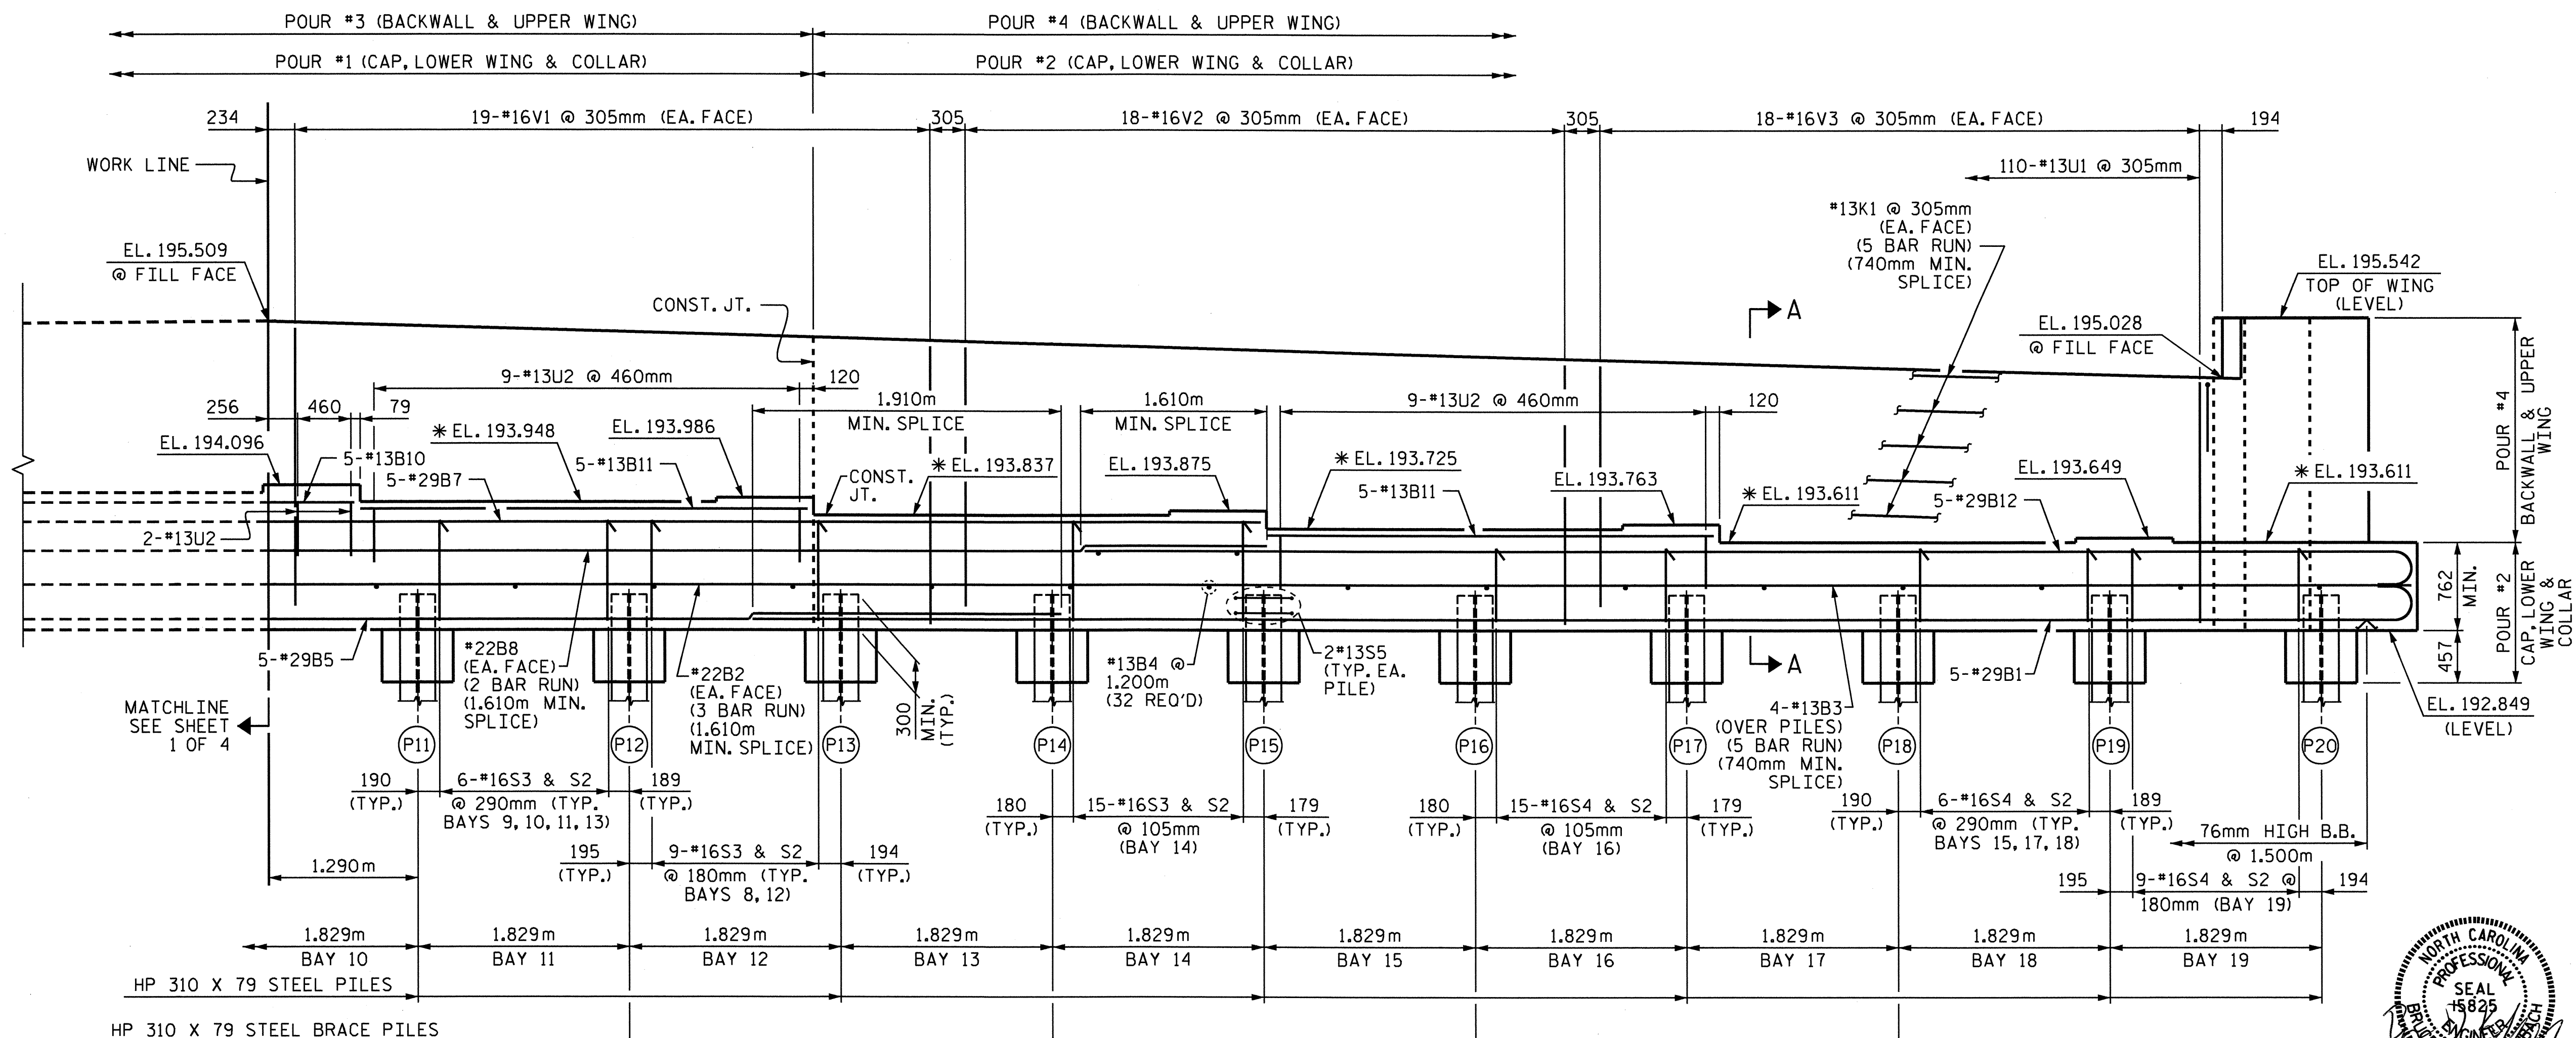 POUR #3 (BACKWALL & UPPER WING)
POUR #4 (BACKWALL & UPPER WING)
POUR #1 (CAP, LOWER WING & COLLAR)
POUR #2 (CAP, LOWER WING & COLLAR)
234
19-#16V1 @ 305mm (EA. FACE)
305
18-#16V2 @ 305mm (EA. FACE)
305
18-#16V3 @ 305mm (EA. FACE)
194
WORK LINE
110-#13U1 @ 305mm
#13K1 @ 305mm
(EA. FACE)
(5 BAR RUN)
(740mm MIN.
SPLICE)
EL. 195.509
@ FILL FACE
CONST. JT.
A
EL. 195.542
TOP OF WING
(LEVEL)
EL. 195.028
@ FILL FACE
9-#13U2 @ 460mm
120
256
460
79
1.910m
MIN. SPLICE
1.610m
MIN. SPLICE
9-#13U2 @ 460mm
120
EL. 194.096
* EL. 193.948
EL. 193.986
5-#13B10
5-#29B7
5-#13B11
CONST.
JT.
* EL. 193.837
EL. 193.875
* EL. 193.725
5-#13B11
EL. 193.763
* EL. 193.611
5-#29B12
EL. 193.649
* EL. 193.611
2-#13U2
POUR #4
BACKWALL & UPPER
WING
762
MIN.
457
POUR #2
CAP, LOWER
WING &
COLLAR
5-#29B5
#22B8
(EA. FACE)
(2 BAR RUN)
(1.610m MIN.
SPLICE)
#22B2
(EA. FACE)
(3 BAR RUN)
(1.610m
MIN. SPLICE)
300
MIN.
(TYP.)
#13B4 @
1.200m
(32 REQ'D)
2#13S5
(TYP. EA.
PILE)
A
4-#13B3
(OVER PILES)
(5 BAR RUN)
(740mm MIN.
SPLICE)
5-#29B1
EL. 192.849
(LEVEL)
MATCHLINE
SEE SHEET
1 OF 4
P11
P12
P13
P14
P15
P16
P17
P18
P19
P20
190
(TYP.)
6-#16S3 & S2
@ 290mm (TYP.
BAYS 9, 10, 11, 13)
189
(TYP.)
180
(TYP.)
15-#16S3 & S2
@ 105mm
(BAY 14)
179
(TYP.)
180
(TYP.)
15-#16S4 & S2
@ 105mm
(BAY 16)
179
(TYP.)
190
(TYP.)
6-#16S4 & S2
@ 290mm (TYP.
BAYS 15, 17, 18)
189
(TYP.)
76mm HIGH B.B.
@ 1.500m
1.290m
195
(TYP.)
9-#16S3 & S2
@ 180mm (TYP.
BAYS 8, 12)
194
(TYP.)
195
9-#16S4 & S2 @
180mm (BAY 19)
194
1.829m
BAY 10
1.829m
BAY 11
1.829m
BAY 12
1.829m
BAY 13
1.829m
BAY 14
1.829m
BAY 15
1.829m
BAY 16
1.829m
BAY 17
1.829m
BAY 18
1.829m
BAY 19
HP 310 X 79 STEEL PILES
HP 310 X 79 STEEL BRACE PILES
NORTH CAROLINA
PROFESSIONAL
SEAL
15825
ENGINEER